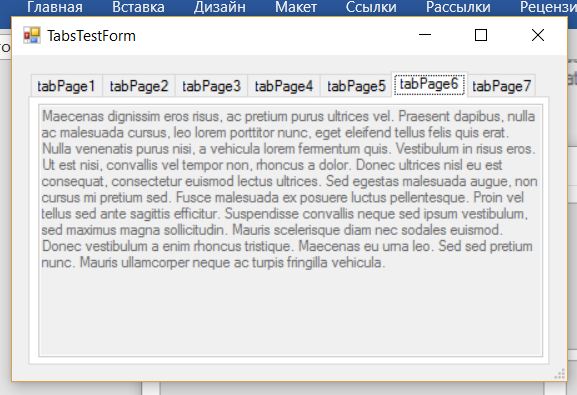 Главная Вставка Дизайн Макет Ссылки Рассылки Рецензи
TabsTestForm
tabPage1 tabPage2 tabPage3 tabPage4 tabPage5 tabPage6 tabPage7
Maecenas dignissim eros risus, ac pretium purus ultrices vel. Praesent dapibus, nulla
ac malesuada cursus, leo lorem porttitor nunc, eget eleifend tellus felis quis erat.
Nulla venenatis purus nisi, a vehicula lorem fermentum quis. Vestibulum in risus eros.
Ut est nisi, convallis vel tempor non, rhoncus a dolor. Donec ultrices nisl eu est
consequat, consectetur euismod lectus ultrices. Sed egestas malesuada augue, non
cursus mi pretium sed. Fusce malesuada ex posuere luctus pellentesque. Proin vel
tellus sed ante sagittis efficitur. Suspendisse convallis neque sed ipsum vestibulum,
sed maximus magna sollicitudin. Mauris scelerisque diam nec sodales euismod.
Donec vestibulum a enim rhoncus tristique. Maecenas eu urna leo. Sed sed pretium
nunc. Mauris ullamcorper neque ac turpis fringilla vehicula.